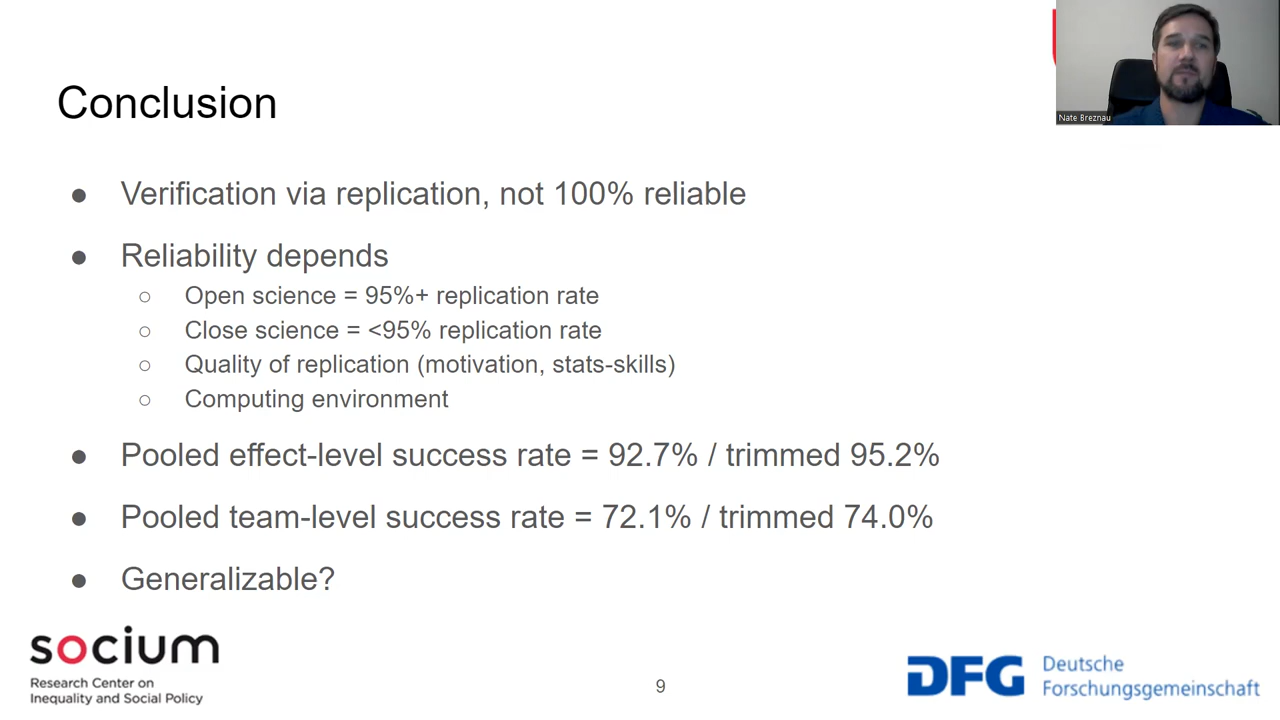 Nate Breznau
Conclusion
● Verification via replication, not 100% reliable
● Reliability depends
○ Open science = 95%+ replication rate
○ Close science = <95% replication rate
○ Quality of replication (motivation, stats-skills)
○ Computing environment
● Pooled effect-level success rate = 92.7% / trimmed 95.2%
● Pooled team-level success rate = 72.1% / trimmed 74.0%
● Generalizable?
socium
Research Center on
Inequality and Social Policy
9
DFG
Deutsche
Forschungsgemeinschaft